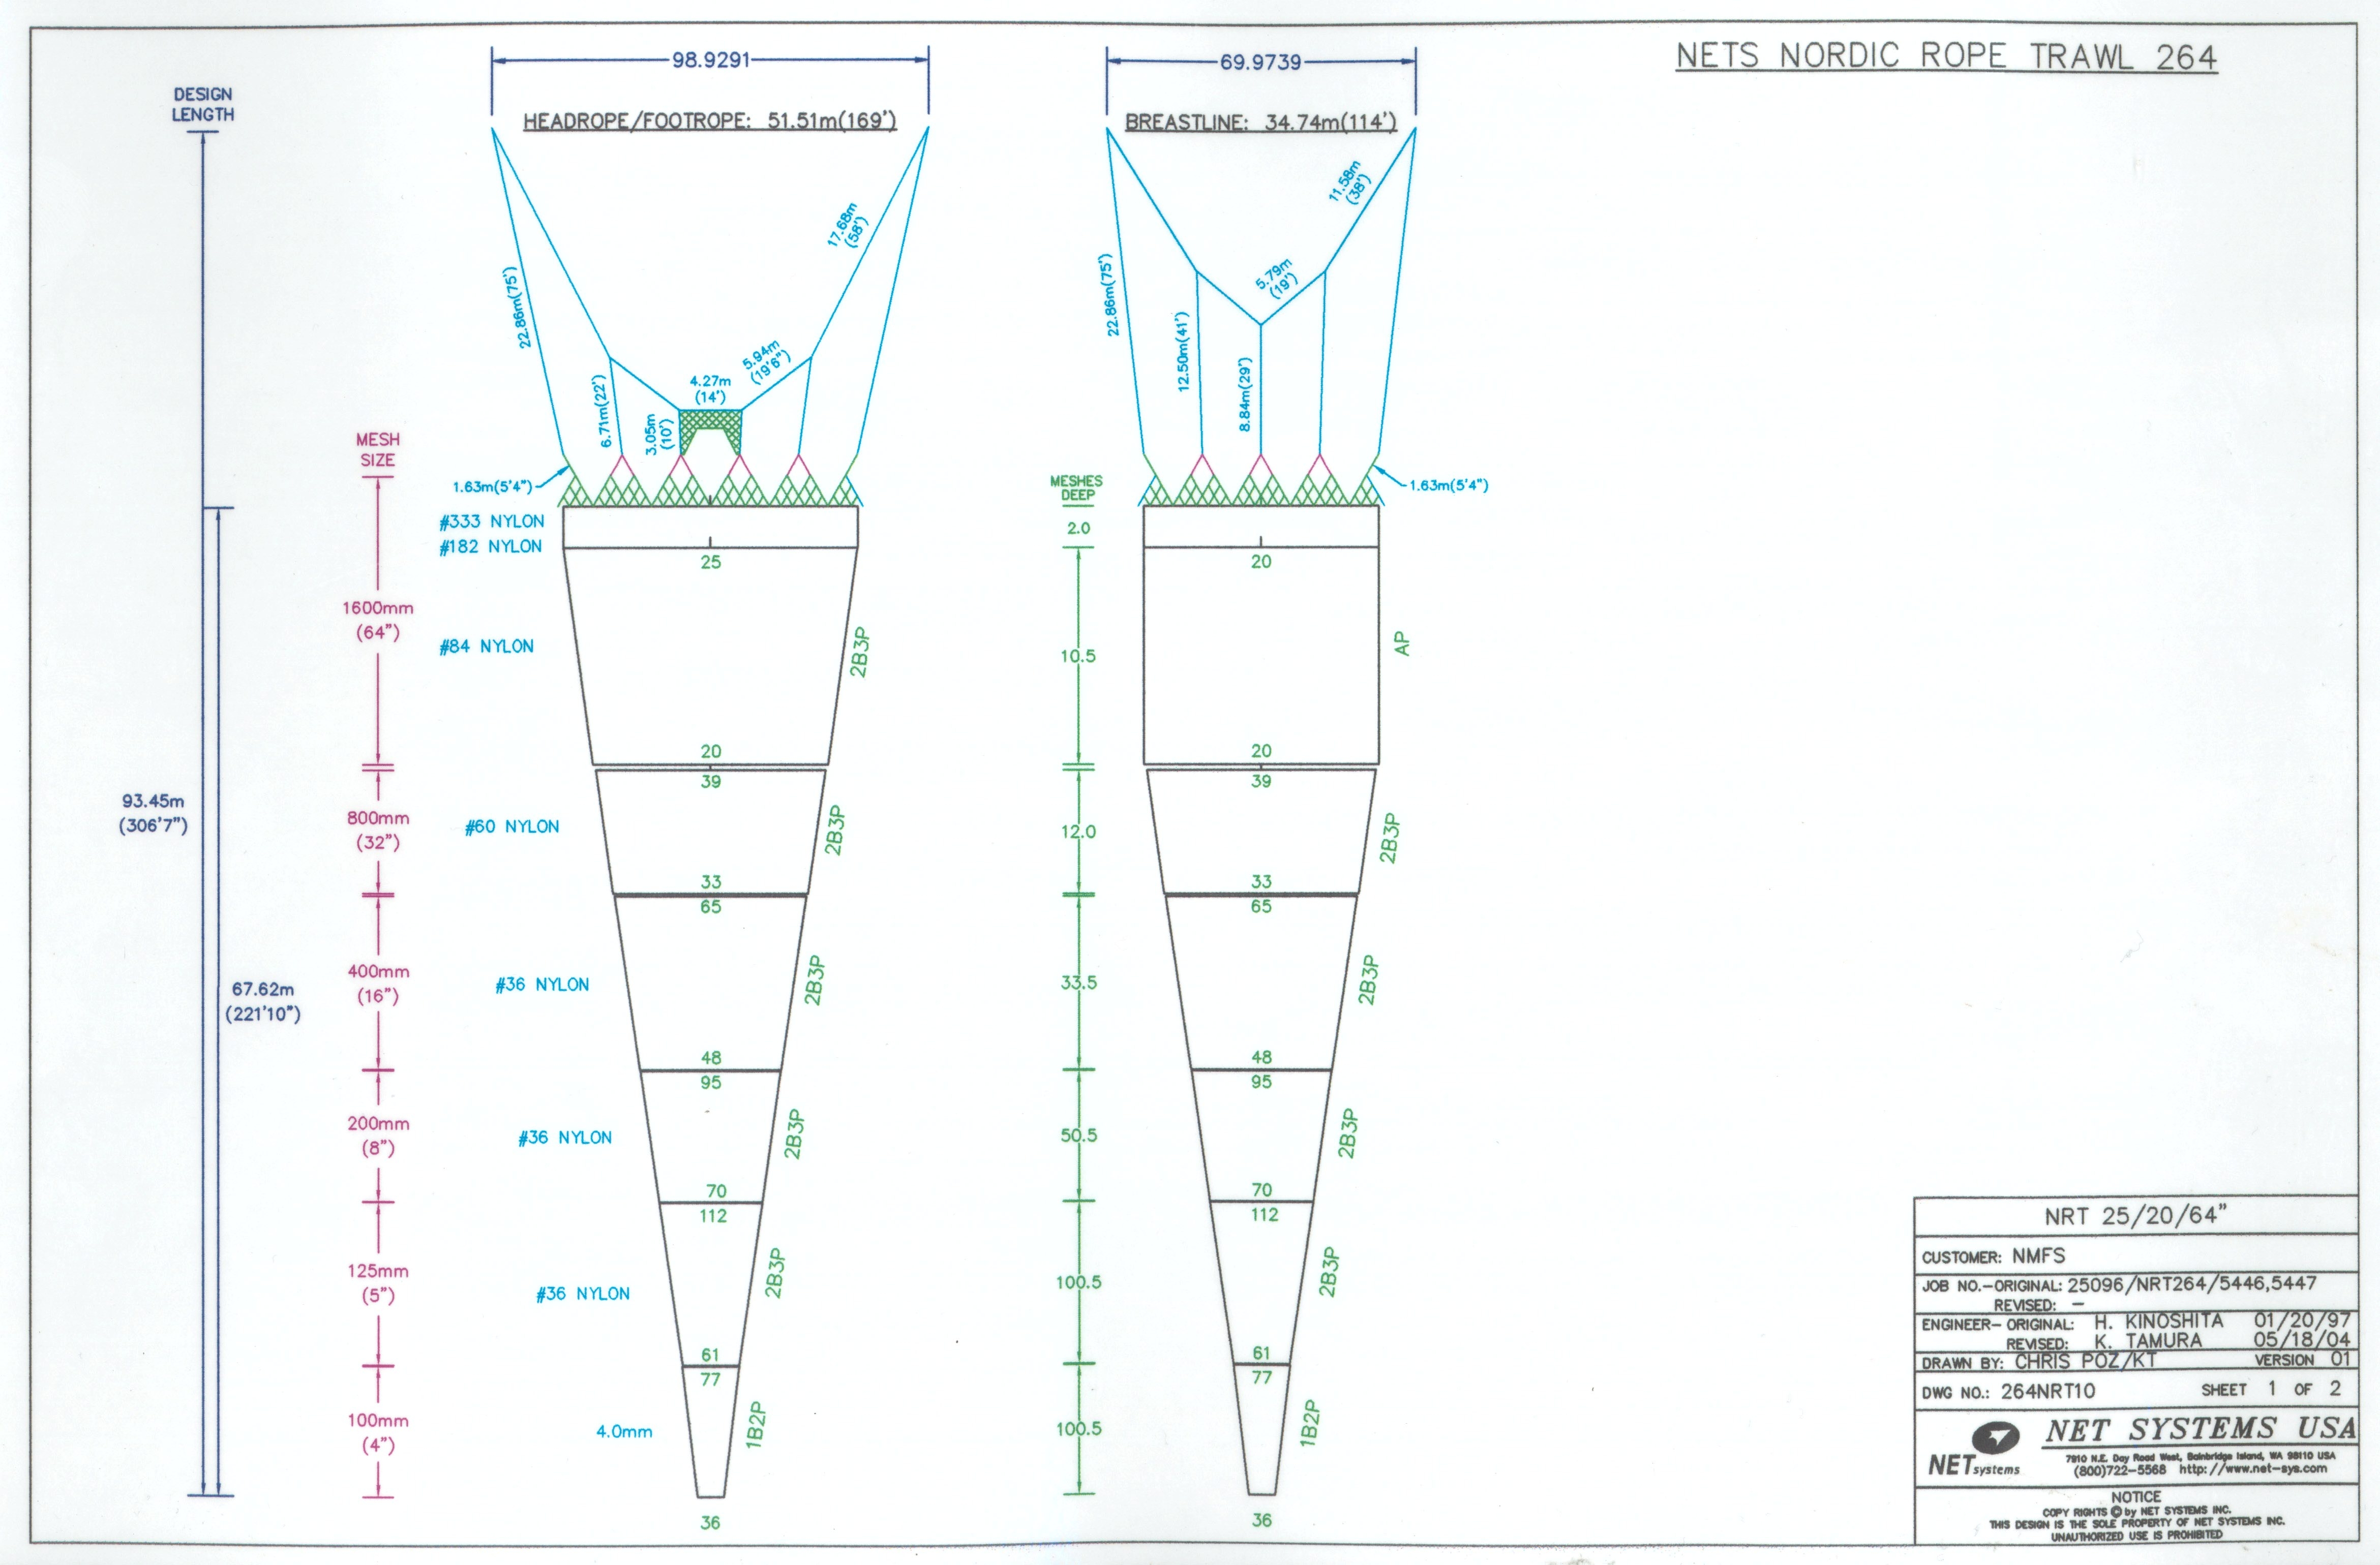 NETS NORDIC ROPE TRAWL 264
98.9291
69.9739
DESIGN
LENGTH
HEADROPE/FOOTROPE: 51.51m(169')
BREASTLINE: 34.74m(114')
17.68m
(58')
11.58m
(38')
22.86m(75')
22.86m(75')
5.79m
(19')
12.50m(41')
8.84m(29')
5.94m
(19'6")
4.27m
(14')
6.71m(22')
3.05m
(10')
MESH
SIZE
1.63m(5'4")
MESHES
DEEP
1.63m(5'4")
#333 NYLON
2.0
#182 NYLON
25
20
1600mm
(64")
#84 NYLON
2B3P
10.5
AP
20
20
39
39
93.45m
(306'7")
800mm
(32")
#60 NYLON
2B3P
12.0
2B3P
33
33
65
65
67.62m
(221'10")
400mm
(16")
#36 NYLON
2B3P
33.5
2B3P
48
48
95
95
200mm
(8")
#36 NYLON
2B3P
50.5
2B3P
70
70
112
112
125mm
(5")
#36 NYLON
2B3P
100.5
2B3P
61
61
77
77
100mm
(4")
4.0mm
1B2P
100.5
1B2P
36
36
NRT 25/20/64"
CUSTOMER: NMFS
JOB NO.-ORIGINAL: 25096/NRT264/5446,5447
REVISED: -
ENGINEER- ORIGINAL: H. KINOSHITA 01/20/97
REVISED: K. TAMURA 05/18/04
DRAWN BY: CHRIS POZ/KT VERSION 01
DWG NO.: 264NRT10 SHEET 1 OF 2
NET systems
NET SYSTEMS USA
7910 N.E. Day Road West, Bainbridge Island, WA 98110 USA
(800)722-5568 http://www.net-sys.com
NOTICE
COPY RIGHTS © by NET SYSTEMS INC.
THIS DESIGN IS THE SOLE PROPERTY OF NET SYSTEMS INC.
UNAUTHORIZED USE IS PROHIBITED